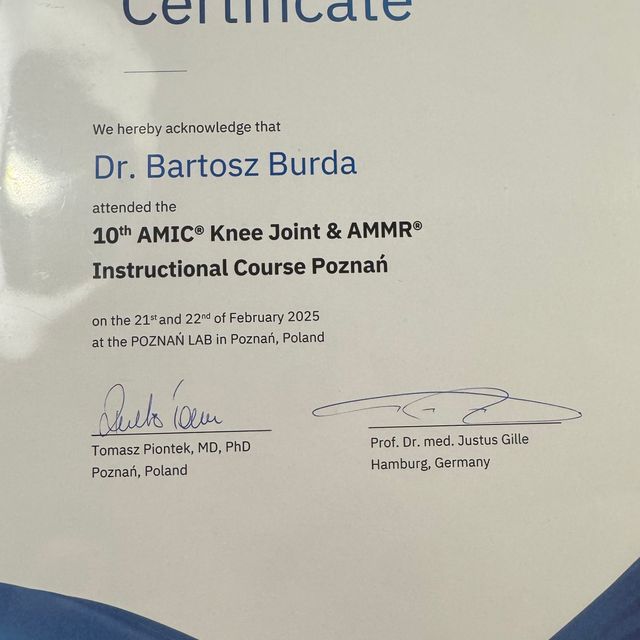 Certificate
We hereby acknowledge that
Dr. Bartosz Burda
attended the
10th AMIC® Knee Joint & AMMR®
Instructional Course Poznań
on the 21st and 22nd of February 2025
at the POZNAŃ LAB in Poznań, Poland
Tomasz Piontek, MD, PhD
Poznań, Poland
Prof. Dr. med. Justus Gille
Hamburg, Germany